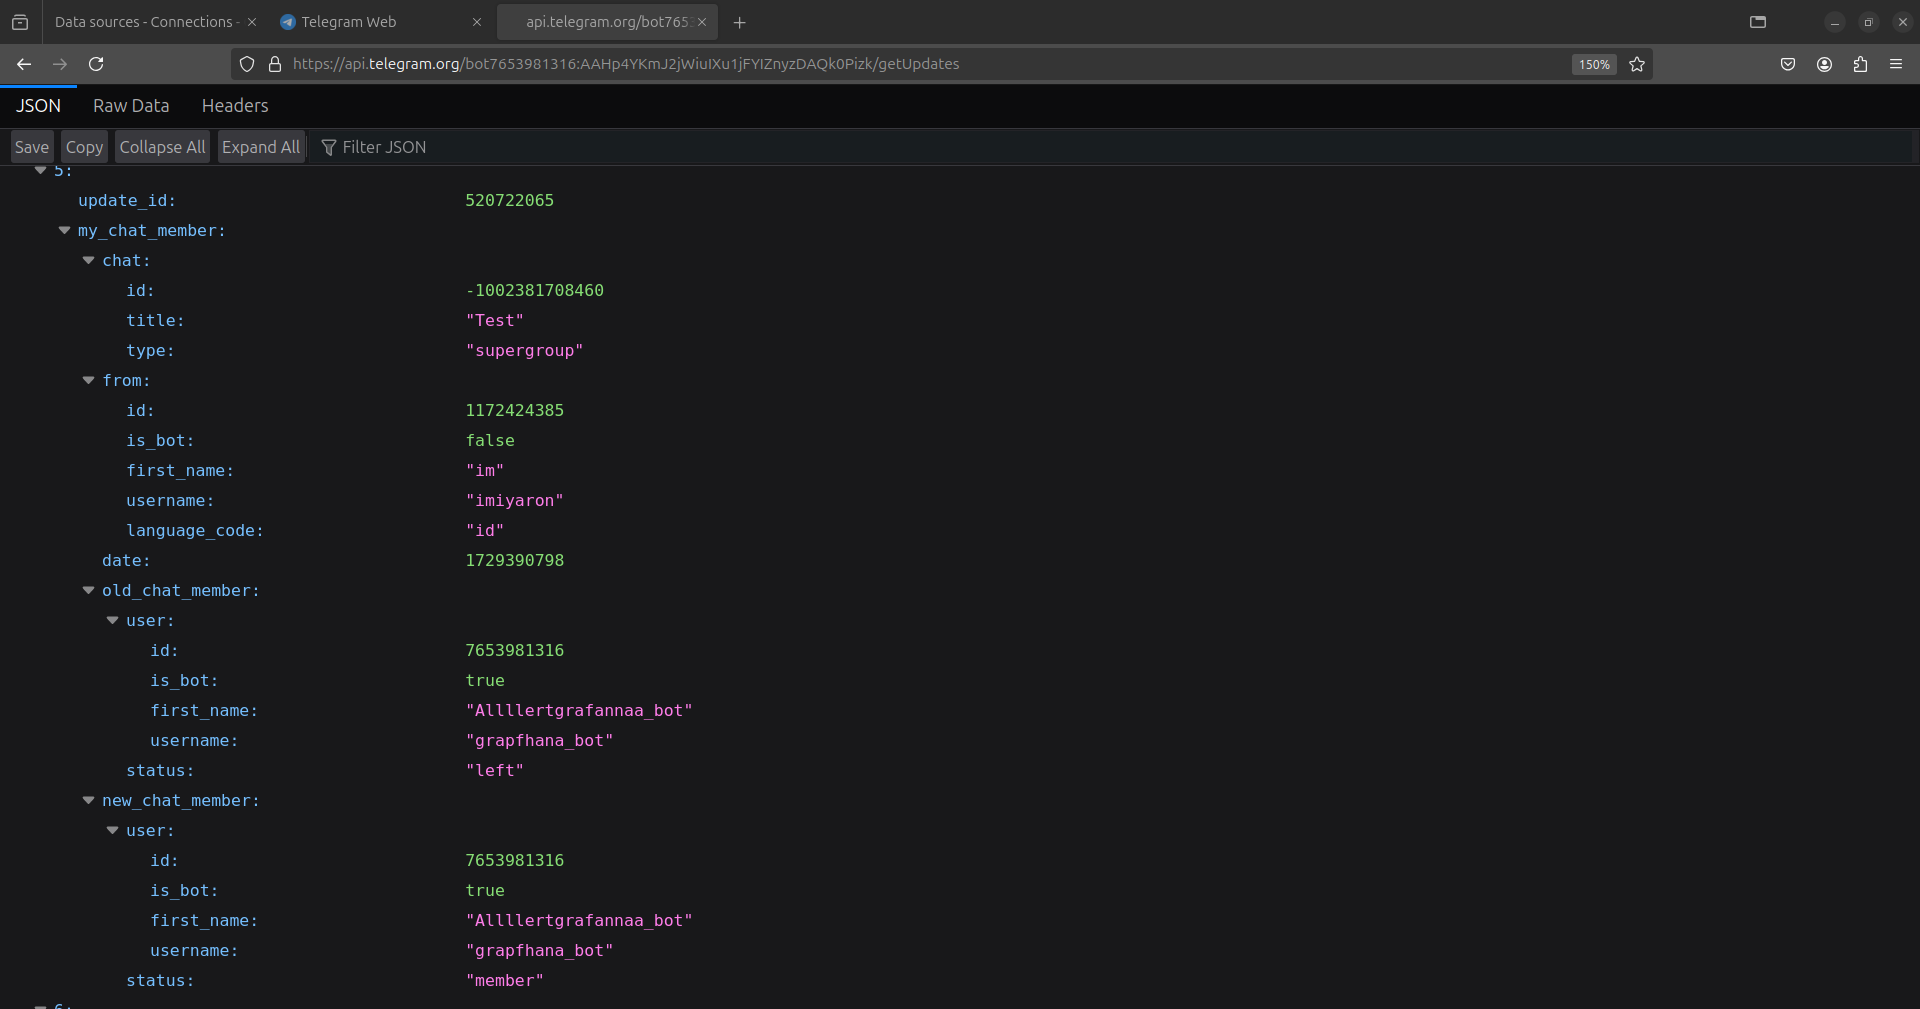 Data sources - Connections -
Telegram Web
api.telegram.org/bot765
https://api.telegram.org/bot7653981316:AAHp4YKmJ2jWiuIXu1jFYIZnyzDAQk0Pizk/getUpdates
150%
JSON Raw Data Headers
Save Copy Collapse All Expand All Filter JSON
5:
update_id: 520722065
my_chat_member:
chat:
id: -1002381708460
title: "Test"
type: "supergroup"
from:
id: 1172424385
is_bot: false
first_name: "im"
username: "imiyaron"
language_code: "id"
date: 1729390798
old_chat_member:
user:
id: 7653981316
is_bot: true
first_name: "Allllertgrafannaa_bot"
username: "grapfhana_bot"
status: "left"
new_chat_member:
user:
id: 7653981316
is_bot: true
first_name: "Allllertgrafannaa_bot"
username: "grapfhana_bot"
status: "member"